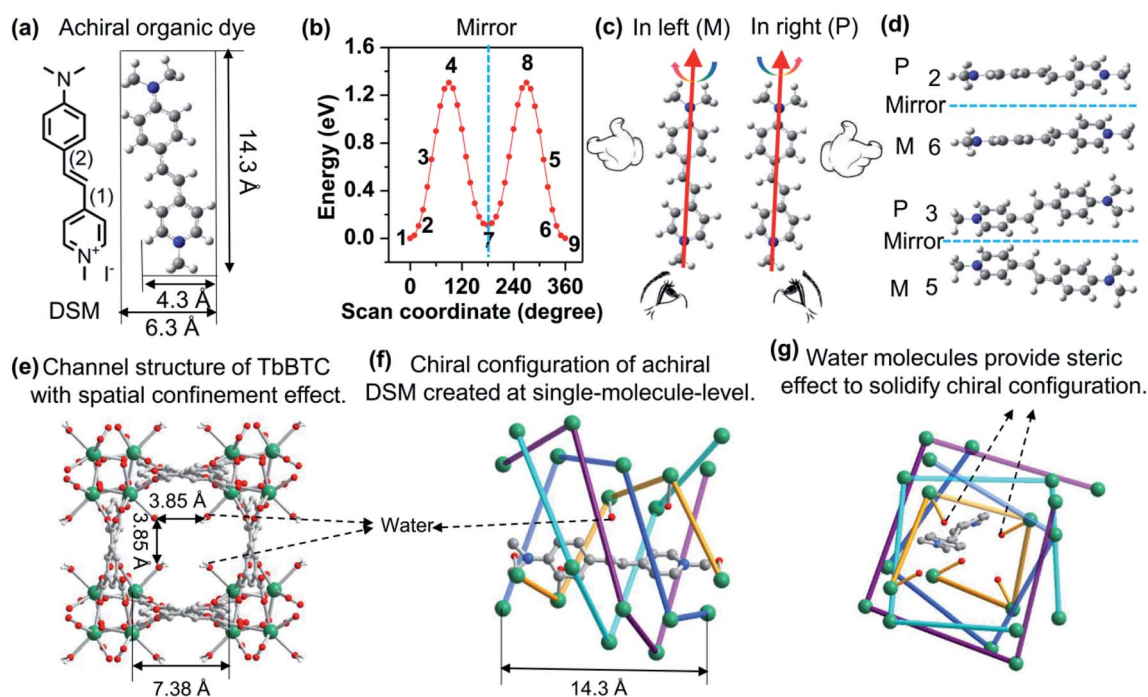 (a) Achiral organic dye
N
(2)
(1)
N+
I-
DSM
14.3 Å
4.3 Å
6.3 Å
(b) Mirror
Energy (eV)
1.6
1.2
0.8
0.4
0.0
1
2
3
4
5
6
7
8
9
0 120 240 360
Scan coordinate (degree)
(c) In left (M) In right (P)
(d)
P 2
Mirror
M 6
P 3
Mirror
M 5
(e) Channel structure of TbBTC
with spatial confinement effect.
3.85 Å
3.85 Å
7.38 Å
Water
(f) Chiral configuration of achiral
DSM created at single-molecule-level.
14.3 Å
(g) Water molecules provide steric
effect to solidify chiral configuration.